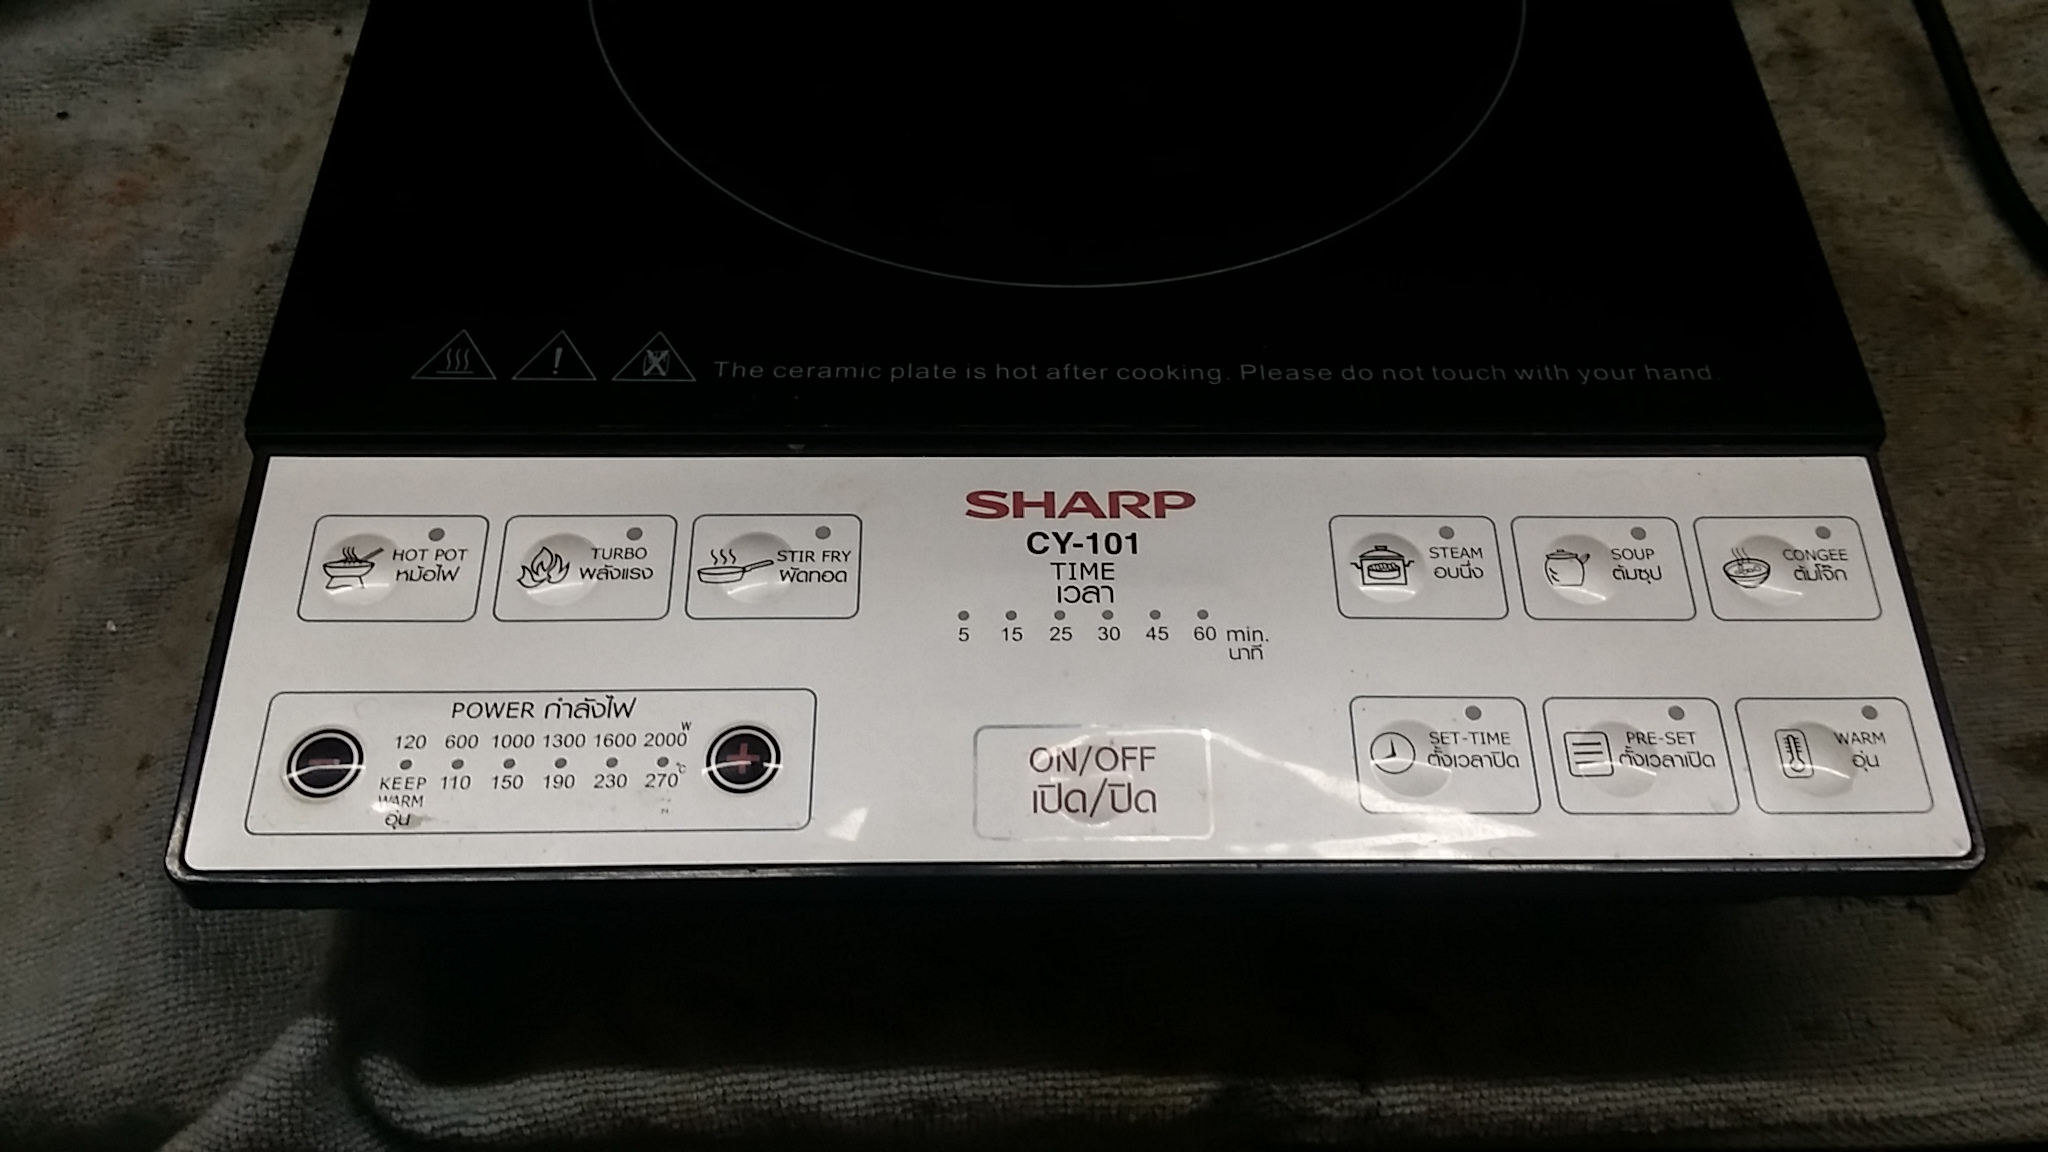 The ceramic plate is hot after cooking. Please do not touch with your hand.
SHARP
CY-101
TIME
เวลา
5 15 25 30 45 60 min.
นาที
HOT POT
หม้อไฟ
TURBO
พลังแรง
STIR FRY
ผัดทอด
STEAM
อบนึ่ง
SOUP
ต้มซุป
CONGEE
ต้มโจ๊ก
POWER กำลังไฟ
120 600 1000 1300 1600 2000W
KEEP 110 150 190 230 270°C
WARM
อุ่น
ON/OFF
เปิด/ปิด
SET-TIME
ตั้งเวลาปิด
PRE-SET
ตั้งเวลาเปิด
WARM
อุ่น